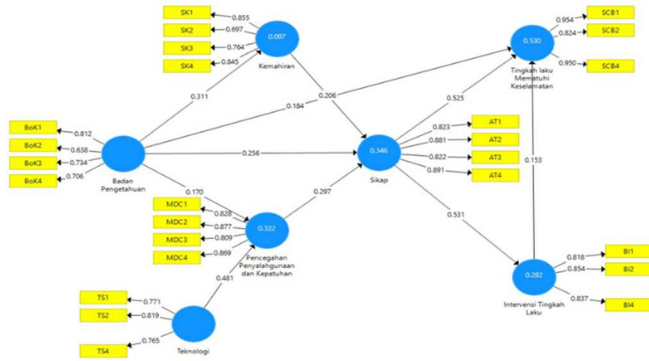 SK1
SK2
SK3
SK4
0.855
0.697
0.764
0.845
0.097
Kemahiran
0.311
0.206
0.184
0.530
Tingkah laku
Mematuhi
Keselamatan
0.954
0.824
0.950
SCB1
SCB2
SCB4
BoK1
BoK2
BoK3
BoK4
0.812
0.638
0.734
0.706
Badan
Pengetahuan
0.256
0.170
0.525
0.346
Sikap
0.823
0.881
0.822
0.891
AT1
AT2
AT3
AT4
0.153
0.297
0.531
MDC1
MDC2
MDC3
MDC4
0.828
0.877
0.809
0.869
0.322
Pencegahan
Penyalahgunaan
dan Kepatuhan
0.481
TS1
TS2
TS4
0.771
0.819
0.765
Teknologi
0.282
Intervensi Tingkah
Laku
0.818
0.854
0.837
BI1
BI2
BI4